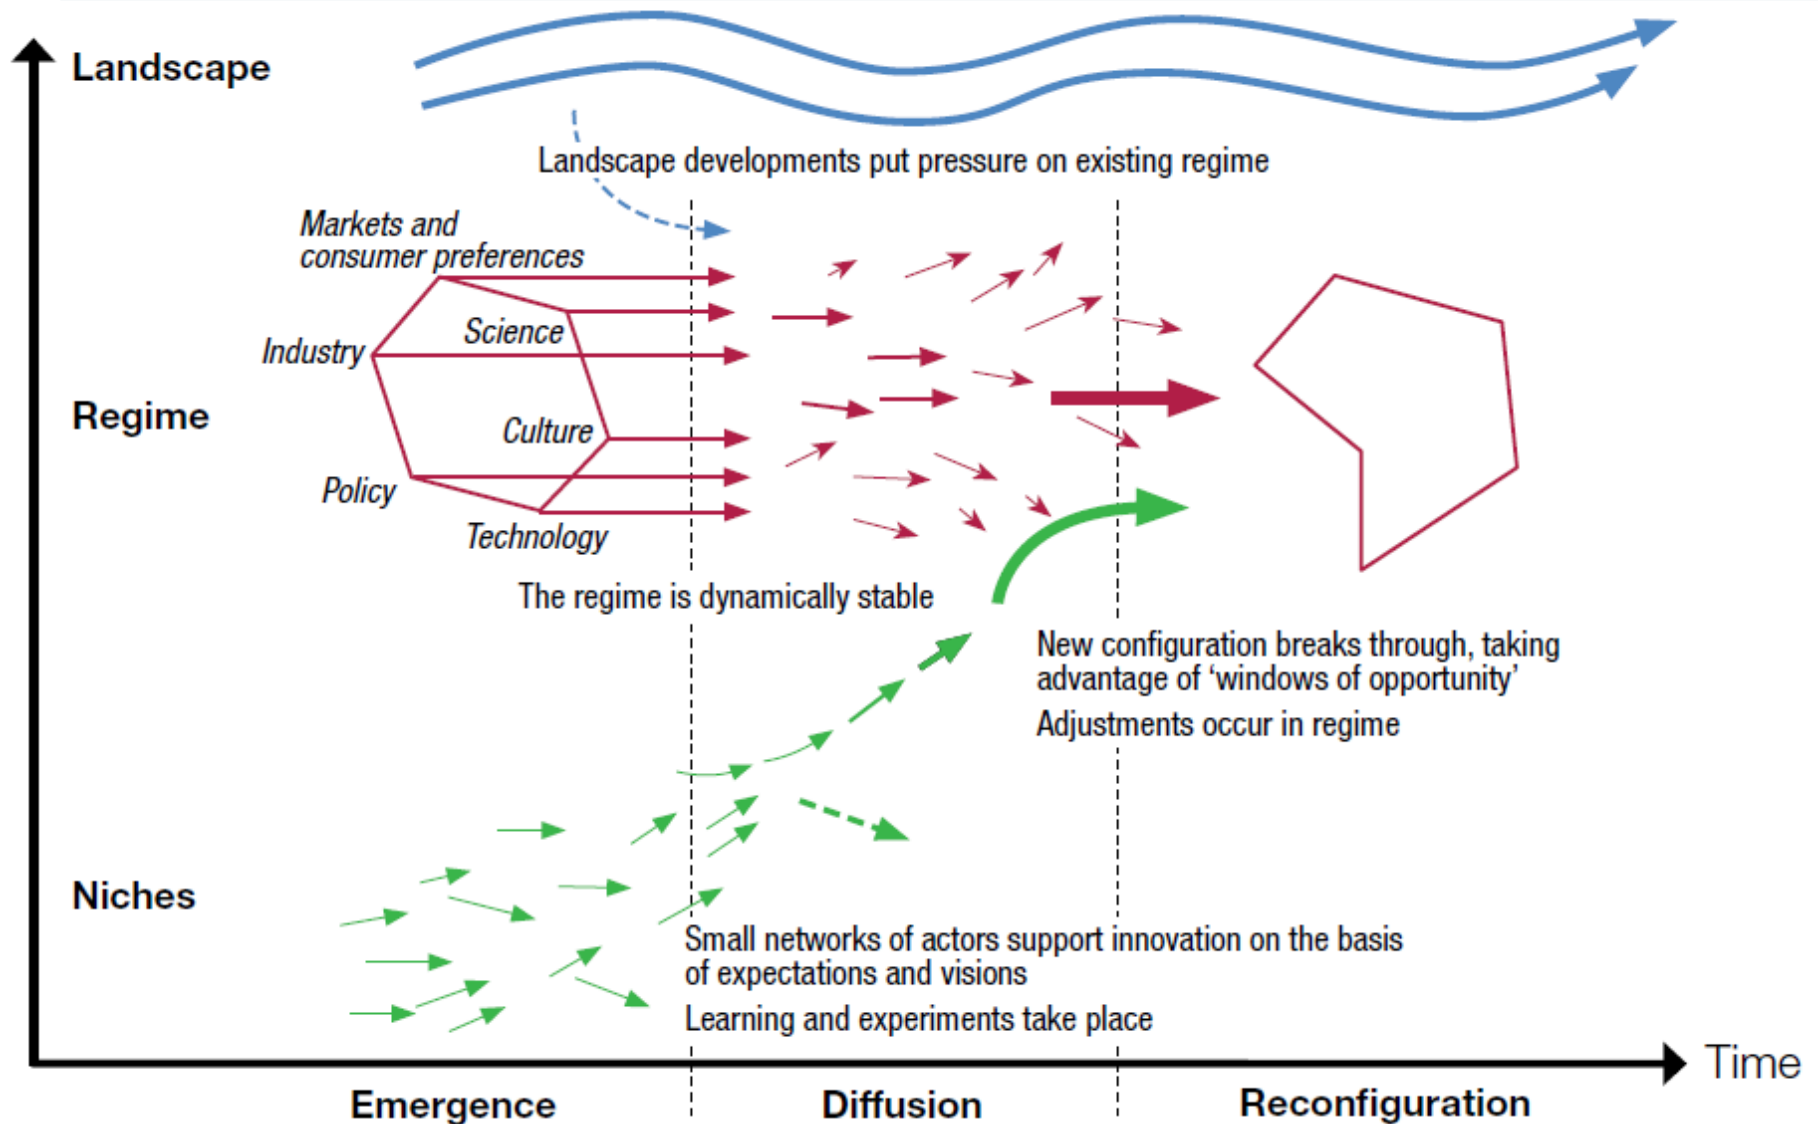 Landscape
Landscape developments put pressure on existing regime
Markets and
consumer preferences
Science
Industry
Regime
Culture
Policy
Technology
The regime is dynamically stable
New configuration breaks through, taking
advantage of ‘windows of opportunity’
Adjustments occur in regime
Niches
Small networks of actors support innovation on the basis
of expectations and visions
Learning and experiments take place
Time
Emergence
Diffusion
Reconfiguration